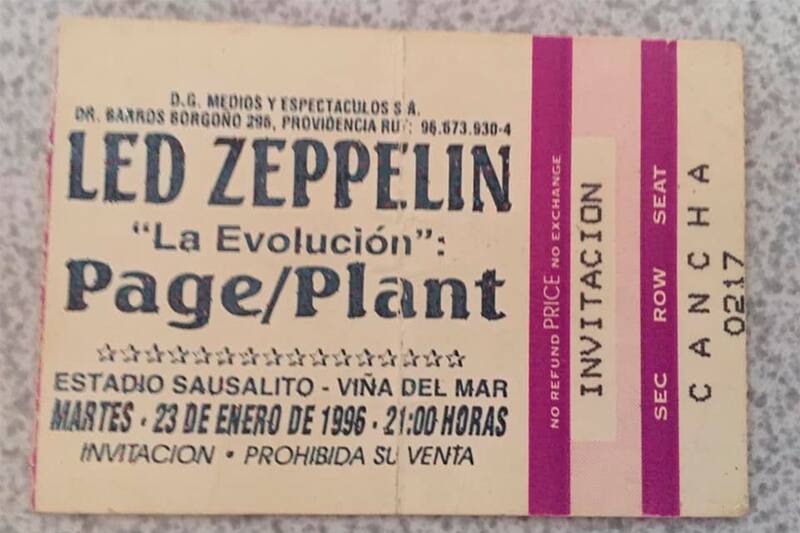 D.G. MEDIOS Y ESPECTACULOS S A.
DR. BARROS BORGOÑO 296, PROVIDENCIA RU : 96.673.930-4
LED ZEPPELIN
"La Evolución":
Page/Plant
ESTADIO SAUSALITO - VIÑA DEL MAR
MARTES - 23 DE ENERO DE 1996 - 21:00 HORAS
INVITACION • PROHIBIDA SU VENTA
NO REFUND PRICE NO EXCHANGE
INVITACION
SEC ROW SEAT
CANCHA
0217